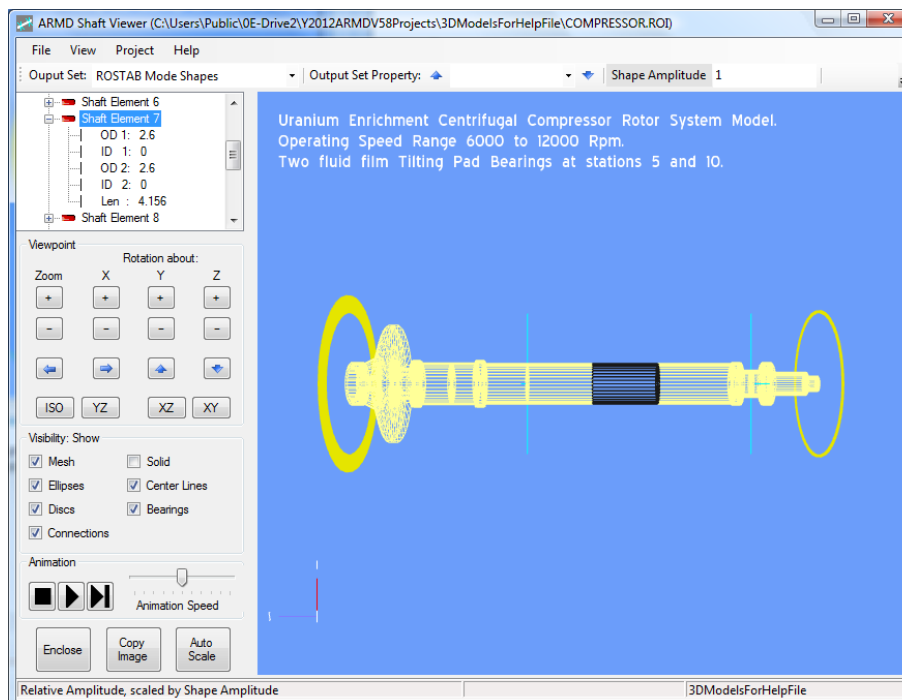 ARMD Shaft Viewer (C:\Users\Public\0E-Drive2\Y2012ARMDV58Projects\3DModelsForHelpFile\COMPRESSOR.ROI)
File View Project Help
Ouput Set: ROSTAB Mode Shapes Output Set Property: Shape Amplitude 1
Shaft Element 6
Shaft Element 7
OD 1: 2.6
ID 1: 0
OD 2: 2.6
ID 2: 0
Len : 4.156
Shaft Element 8
Uranium Enrichment Centrifugal Compressor Rotor System Model.
Operating Speed Range 6000 to 12000 Rpm.
Two fluid film Tilting Pad Bearings at stations 5 and 10.
Viewpoint
Rotation about:
Zoom X Y Z
+ + + +
- - - -
ISO YZ XZ XY
Visibility: Show
Mesh Solid
Ellipses Center Lines
Discs Bearings
Connections
Animation
Animation Speed
Enclose Copy Image Auto Scale
Relative Amplitude, scaled by Shape Amplitude 3DModelsForHelpFile